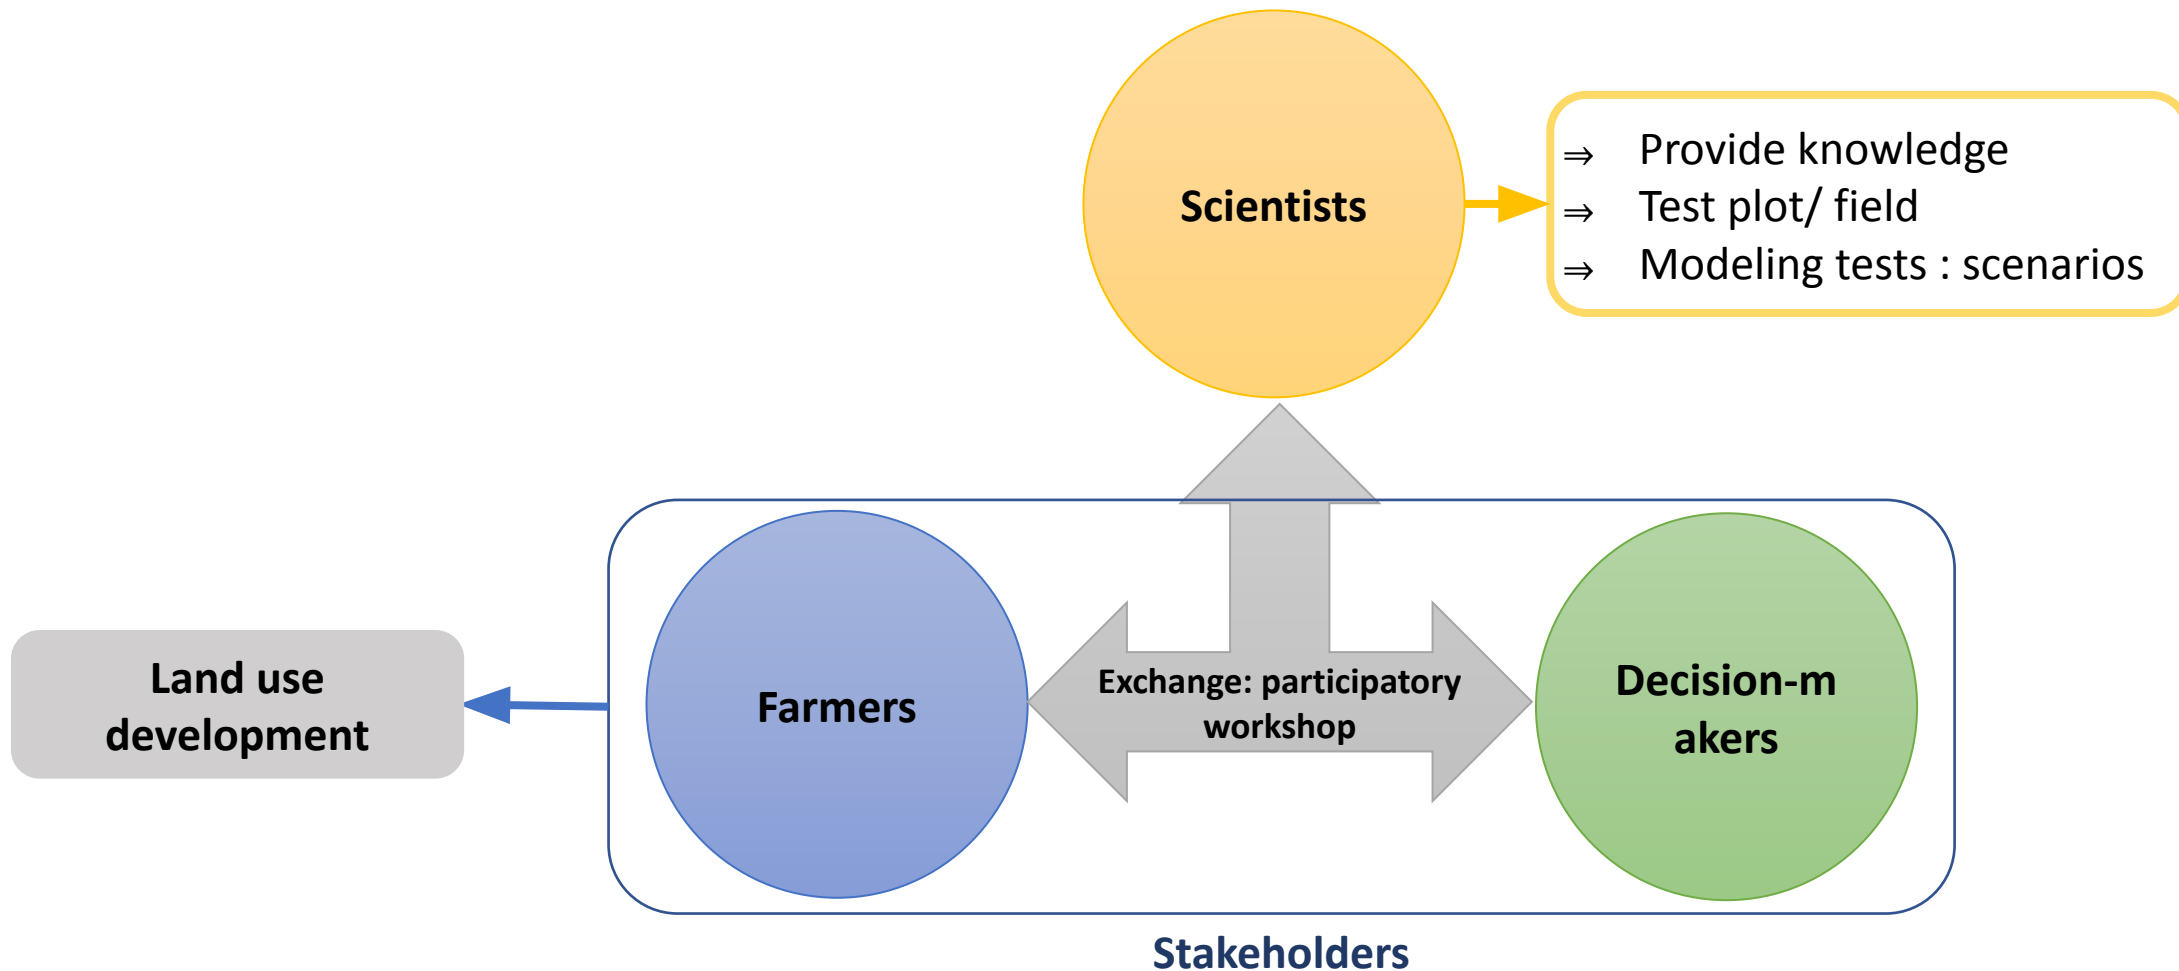 Scientists
⇒ Provide knowledge
⇒ Test plot/ field
⇒ Modeling tests : scenarios
Land use
development
Farmers
Exchange: participatory
workshop
Decision-m
akers
Stakeholders